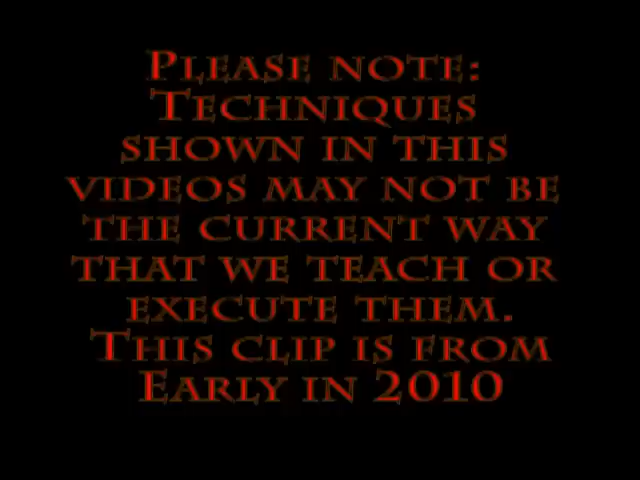 Please note:
Techniques
shown in this
videos may not be
the current way
that we teach or
execute them.
This clip is from
Early in 2010